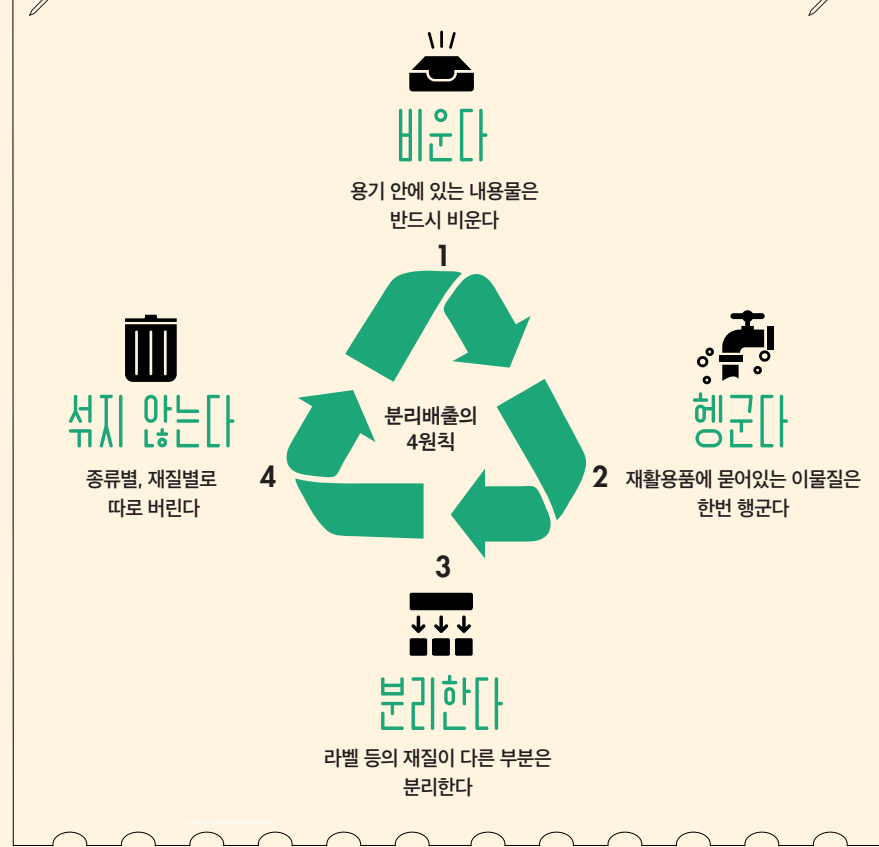 비운다
용기 안에 있는 내용물은
반드시 비운다
1
분리배출의
4원칙
헹군다
2
재활용품에 묻어있는 이물질은
한번 행군다
3
분리한다
라벨 등의 재질이 다른 부분은
분리한다
섞지 않는다
4
종류별, 재질별로
따로 버린다